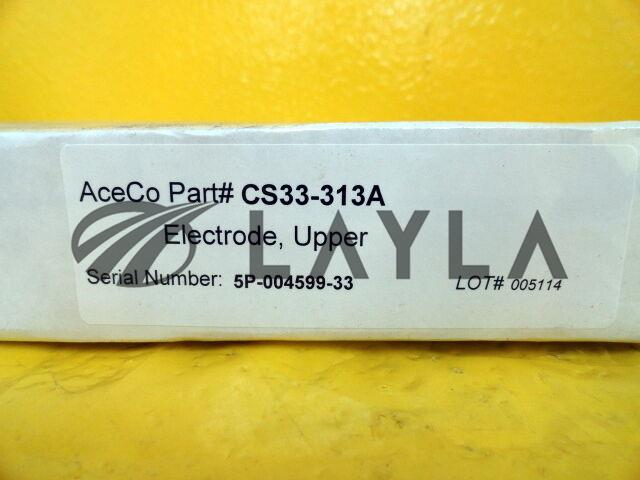 AceCo Part# CS33-313A
LAYLA
Electrode, Upper
Serial Number: 5P-004599-33
LOT# 005114